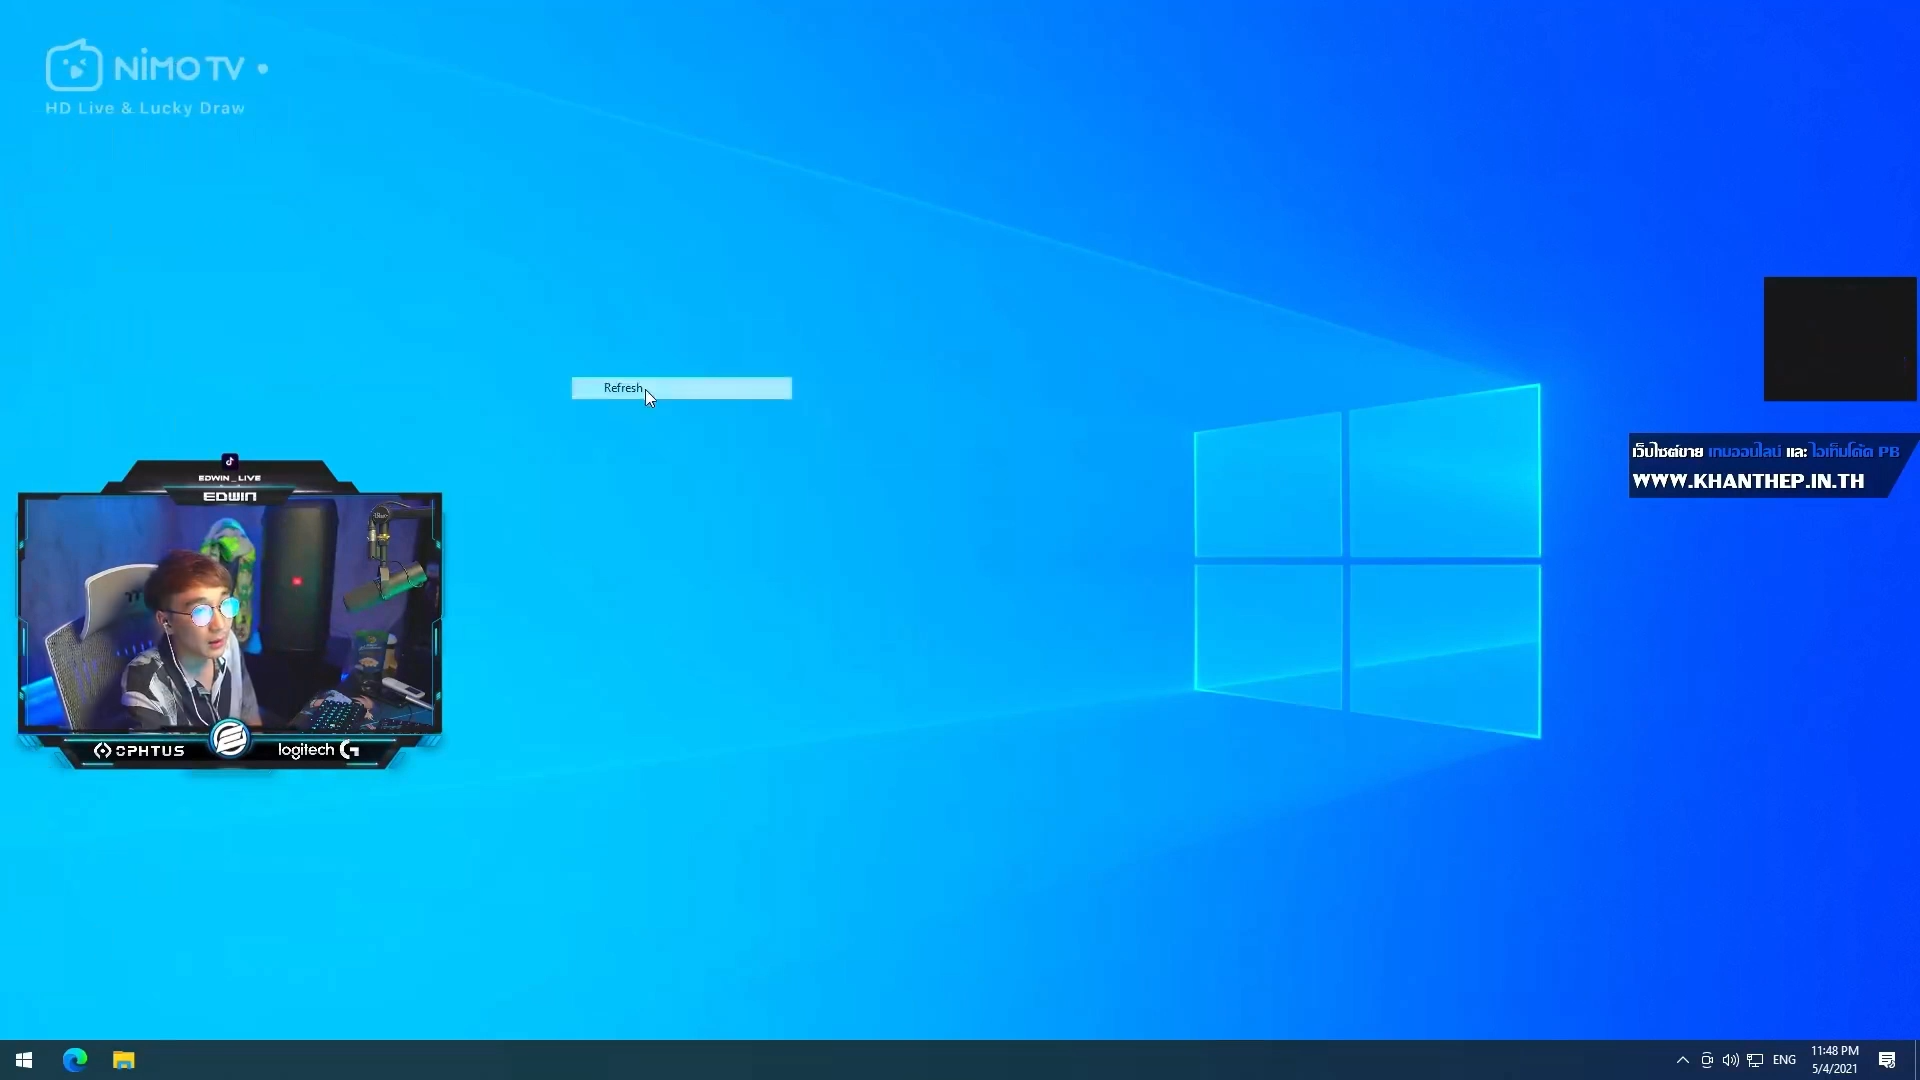 NIMO TV
HD Live & Lucky Draw
Refresh
เว็บไซต์ขาย เกมออนไลน์ และ ไอเท็มโค้ด PB
WWW.KHANTHEP.IN.TH
EDWIN_LIVE
EDWIN
OPHTUS
logitech G
ENG
11:48 PM
5/4/2021